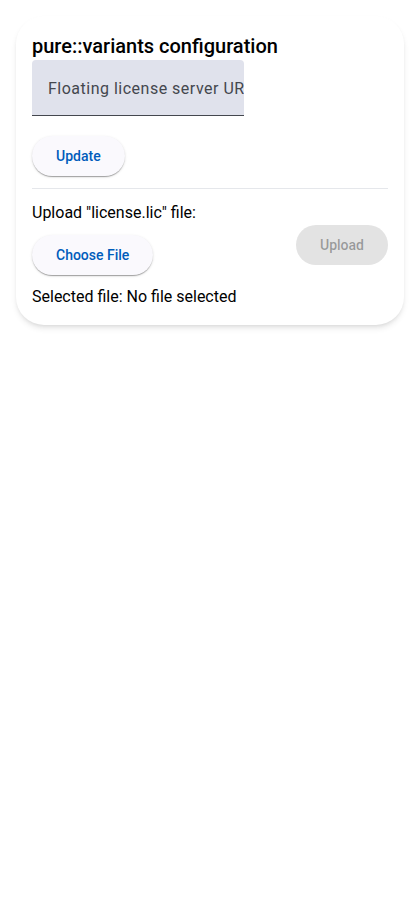 pure::variants configuration
Floating license server UR
Update
Upload "license.lic" file:
Choose File
Upload
Selected file: No file selected